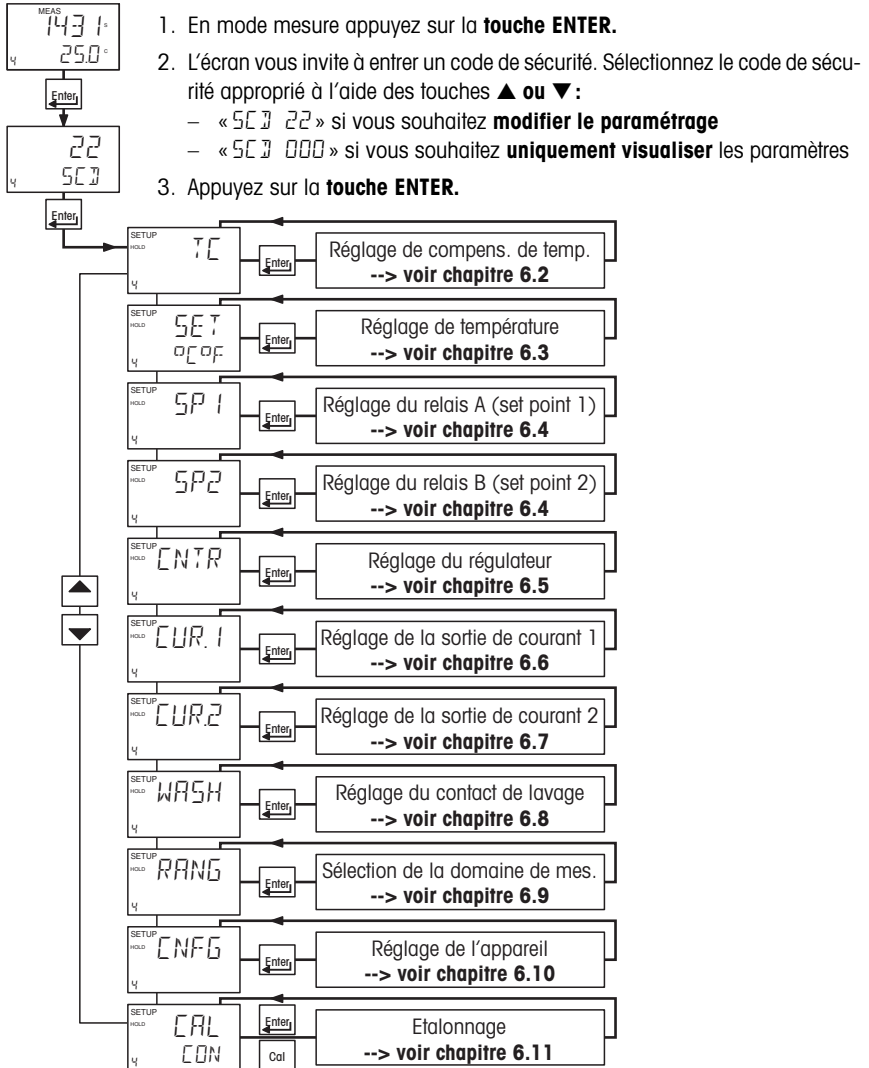 MEAS
1431 s
25.0 °C
1. En mode mesure appuyez sur la touche ENTER.
2. L'écran vous invite à entrer un code de sécurité. Sélectionnez le code de sécu-
rité approprié à l'aide des touches ▲ ou ▼:
– «SCD 22» si vous souhaitez modifier le paramétrage
– «SCD 000» si vous souhaitez uniquement visualiser les paramètres
3. Appuyez sur la touche ENTER.
Enter
22
SCD
Enter
SETUP
HOLD
TC
Enter
Réglage de compens. de temp.
--> voir chapitre 6.2
SETUP
HOLD
SET
°C°F
Enter
Réglage de température
--> voir chapitre 6.3
SETUP
HOLD
SP1
Enter
Réglage du relais A (set point 1)
--> voir chapitre 6.4
SETUP
HOLD
SP2
Enter
Réglage du relais B (set point 2)
--> voir chapitre 6.4
SETUP
HOLD
CNTR
Enter
Réglage du régulateur
--> voir chapitre 6.5
SETUP
HOLD
CUR.1
Enter
Réglage de la sortie de courant 1
--> voir chapitre 6.6
SETUP
HOLD
CUR.2
Enter
Réglage de la sortie de courant 2
--> voir chapitre 6.7
SETUP
HOLD
WASH
Enter
Réglage du contact de lavage
--> voir chapitre 6.8
SETUP
HOLD
RANG
Enter
Sélection de la domaine de mes.
--> voir chapitre 6.9
SETUP
HOLD
CNFG
Enter
Réglage de l'appareil
--> voir chapitre 6.10
SETUP
HOLD
CAL
CON
Enter
Cal
Etalonnage
--> voir chapitre 6.11